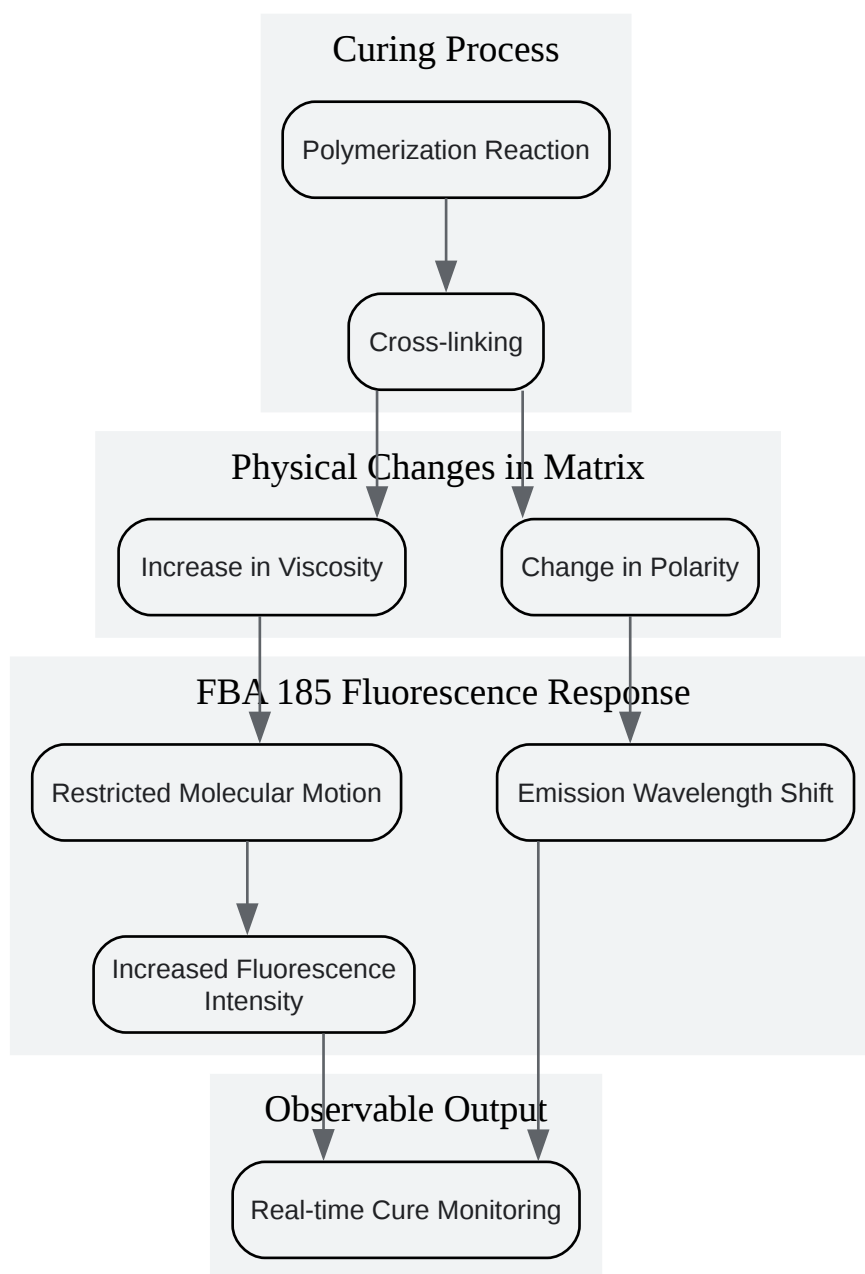 Curing Process
Polymerization Reaction
Cross-linking
Physical Changes in Matrix
Increase in Viscosity
Change in Polarity
FBA 185 Fluorescence Response
Restricted Molecular Motion
Emission Wavelength Shift
Increased Fluorescence
Intensity
Observable Output
Real-time Cure Monitoring